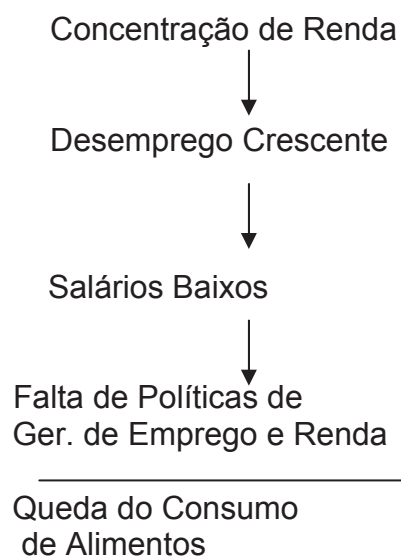 Concentração de Renda
Desemprego Crescente
Salários Baixos
Falta de Políticas de
Ger. de Emprego e Renda
Queda do Consumo
de Alimentos